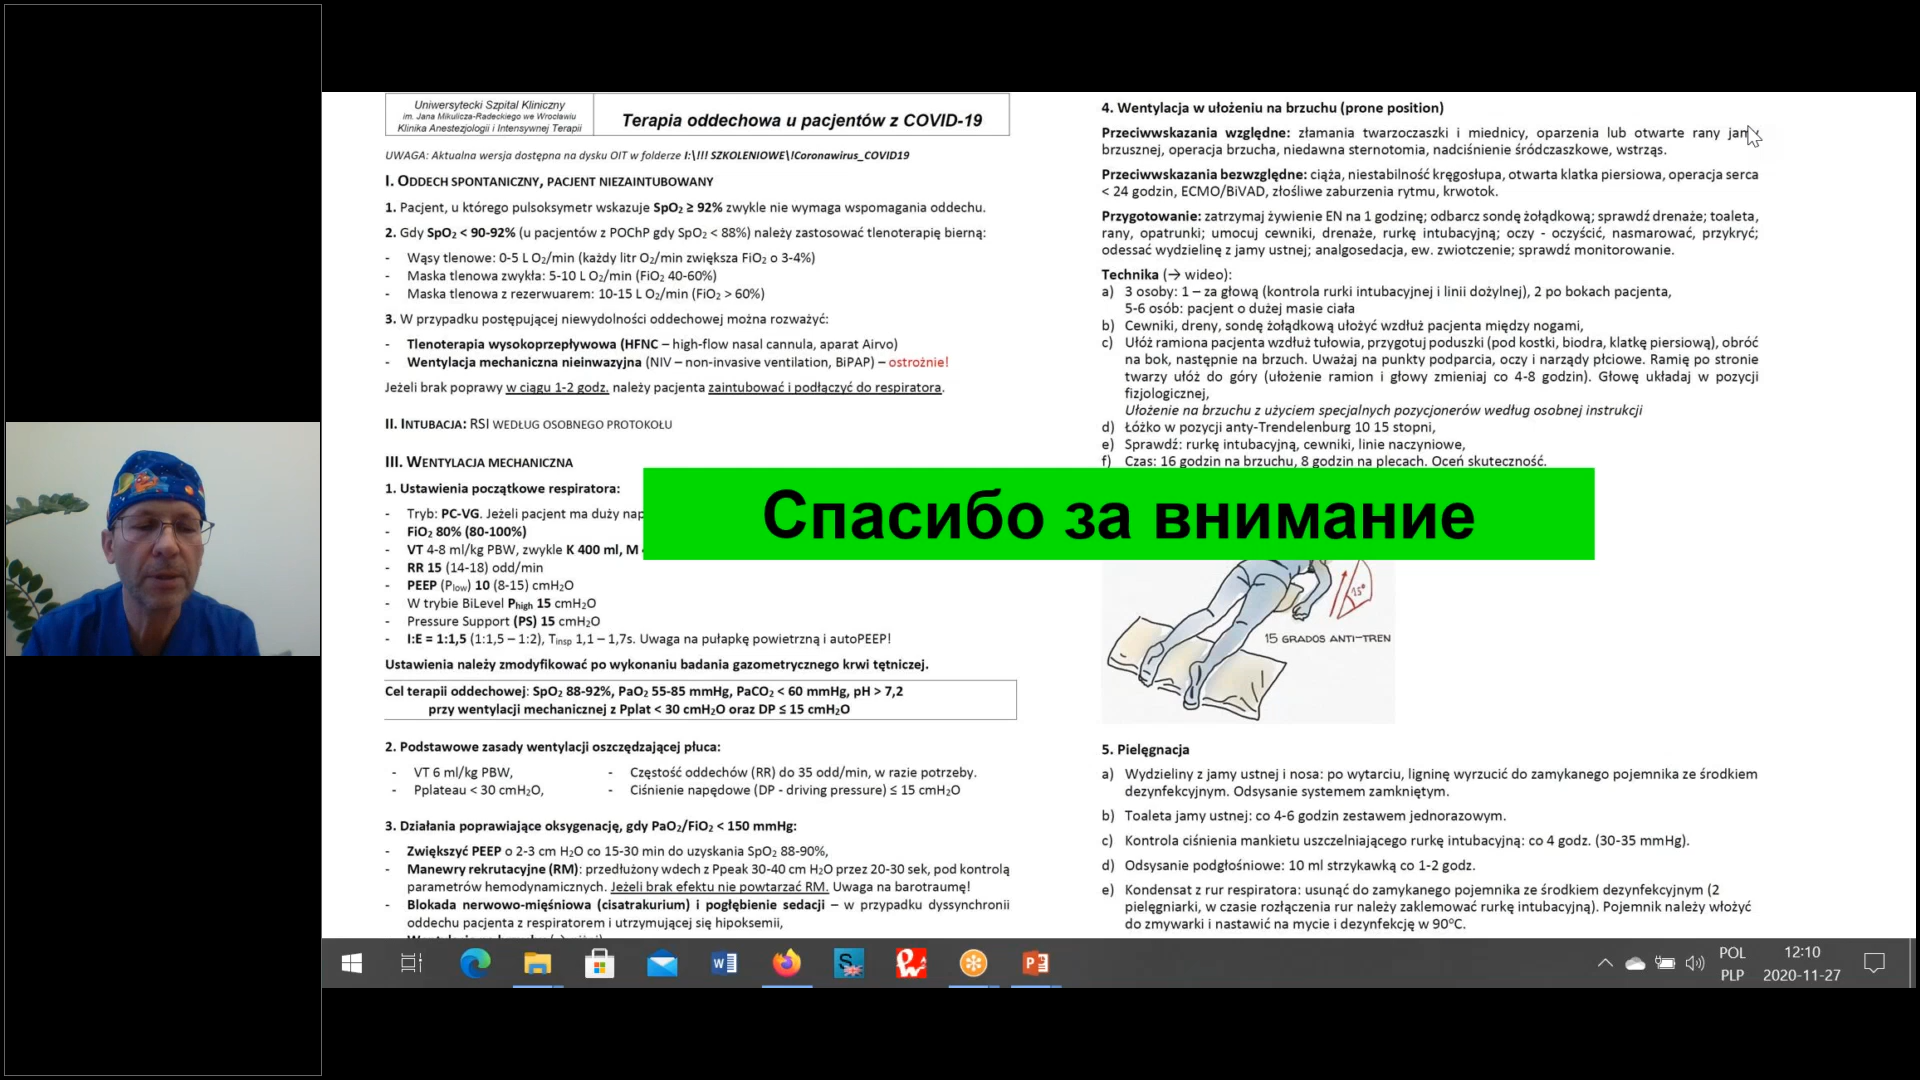 Uniwersytecki Szpital Kliniczny
im. Jana Mikulicza-Radeckiego we Wrocławiu
Klinika Anestezjologii i Intensywnej Terapii
Terapia oddechowa u pacjentów z COVID-19
UWAGA: Aktualna wersja dostępna na dysku OIT w folderze I:\!!! SZKOLENIOWE\!Coronawirus_COVID19
I. ODDECH SPONTANICZNY, PACJENT NIEZAINTUBOWANY
1. Pacjent, u którego pulsoksymetr wskazuje SpO₂ ≥ 92% zwykle nie wymaga wspomagania oddechu.
2. Gdy SpO₂ < 90-92% (u pacjentów z POChP gdy SpO₂ < 88%) należy zastosować tlenoterapię bierną:
- Wąsy tlenowe: 0-5 L O₂/min (każdy litr O₂/min zwiększa FiO₂ o 3-4%)
- Maska tlenowa zwykła: 5-10 L O₂/min (FiO₂ 40-60%)
- Maska tlenowa z rezerwuarem: 10-15 L O₂/min (FiO₂ > 60%)
3. W przypadku postępującej niewydolności oddechowej można rozważyć:
- Tlenoterapia wysokoprzepływowa (HFNC – high-flow nasal cannula, aparat Airvo)
- Wentylacja mechaniczna nieinwazyjna (NIV – non-invasive ventilation, BiPAP) – ostrożnie!
Jeżeli brak poprawy w ciągu 1-2 godz. należy pacjenta zaintubować i podłączyć do respiratora.
II. INTUBACJA: RSI WEDŁUG OSOBNEGO PROTOKOŁU
III. WENTYLACJA MECHANICZNA
1. Ustawienia początkowe respiratora:
- Tryb: PC-VG. Jeżeli pacjent ma duży nap
- FiO₂ 80% (80-100%)
- VT 4-8 ml/kg PBW, zwykle K 400 ml, M
- RR 15 (14-18) odd/min
- PEEP (Plow) 10 (8-15) cmH₂O
- W trybie BiLevel Phigh 15 cmH₂O
- Pressure Support (PS) 15 cmH₂O
- I:E = 1:1,5 (1:1,5 – 1:2), Tinsp 1,1 – 1,7s. Uwaga na pułapkę powietrzną i autoPEEP!
Ustawienia należy zmodyfikować po wykonaniu badania gazometrycznego krwi tętniczej.
Cel terapii oddechowej: SpO₂ 88-92%, PaO₂ 55-85 mmHg, PaCO₂ < 60 mmHg, pH > 7,2
przy wentylacji mechanicznej z Pplat < 30 cmH₂O oraz DP ≤ 15 cmH₂O
2. Podstawowe zasady wentylacji oszczędzającej płuca:
- VT 6 ml/kg PBW, - Częstość oddechów (RR) do 35 odd/min, w razie potrzeby.
- Pplateau < 30 cmH₂O, - Ciśnienie napędowe (DP - driving pressure) ≤ 15 cmH₂O
3. Działania poprawiające oksygenację, gdy PaO₂/FiO₂ < 150 mmHg:
- Zwiększyć PEEP o 2-3 cm H₂O co 15-30 min do uzyskania SpO₂ 88-90%,
- Manewry rekrutacyjne (RM): przedłużony wdech z Ppeak 30-40 cm H₂O przez 20-30 sek, pod kontrolą
parametrów hemodynamicznych. Jeżeli brak efektu nie powtarzać RM. Uwaga na barotraumę!
- Blokada nerwowo-mięśniowa (cisatrakurium) i pogłębienie sedacji – w przypadku dyssynchronii
oddechu pacjenta z respiratorem i utrzymującej się hipoksemii,
4. Wentylacja w ułożeniu na brzuchu (prone position)
Przeciwwskazania względne: złamania twarzoczaszki i miednicy, oparzenia lub otwarte rany jamy
brzusznej, operacja brzucha, niedawna sternotomia, nadciśnienie śródczaszkowe, wstrząs.
Przeciwwskazania bezwzględne: ciąża, niestabilność kręgosłupa, otwarta klatka piersiowa, operacja serca
< 24 godzin, ECMO/BiVAD, złośliwe zaburzenia rytmu, krwotok.
Przygotowanie: zatrzymaj żywienie EN na 1 godzinę; odbarcz sondę żołądkową; sprawdź drenaże; toaleta,
rany, opatrunki; umocuj cewniki, drenaże, rurkę intubacyjną; oczy - oczyścić, nasmarować, przykryć;
odessać wydzielinę z jamy ustnej; analgosedacja, ew. zwiotczenie; sprawdź monitorowanie.
Technika (→ wideo):
a) 3 osoby: 1 – za głową (kontrola rurki intubacyjnej i linii dożylnej), 2 po bokach pacjenta,
5-6 osób: pacjent o dużej masie ciała
b) Cewniki, dreny, sondę żołądkową ułożyć wzdłuż pacjenta między nogami,
c) Ułóż ramiona pacjenta wzdłuż tułowia, przygotuj poduszki (pod kostki, biodra, klatkę piersiową), obróć
na bok, następnie na brzuch. Uważaj na punkty podparcia, oczy i narządy płciowe. Ramię po stronie
twarzy ułóż do góry (ułożenie ramion i głowy zmieniaj co 4-8 godzin). Głowę układaj w pozycji
fizjologicznej,
Ułożenie na brzuchu z użyciem specjalnych pozycjonerów według osobnej instrukcji
d) Łóżko w pozycji anty-Trendelenburg 10 15 stopni,
e) Sprawdź: rurkę intubacyjną, cewniki, linie naczyniowe,
f) Czas: 16 godzin na brzuchu, 8 godzin na plecach. Oceń skuteczność.
Спасибо за внимание
15°
15 GRADOS ANTI-TREN
5. Pielęgnacja
a) Wydzieliny z jamy ustnej i nosa: po wytarciu, ligninę wyrzucić do zamykanego pojemnika ze środkiem
dezynfekcyjnym. Odsysanie systemem zamkniętym.
b) Toaleta jamy ustnej: co 4-6 godzin zestawem jednorazowym.
c) Kontrola ciśnienia mankietu uszczelniającego rurkę intubacyjną: co 4 godz. (30-35 mmHg).
d) Odsysanie podgłośniowe: 10 ml strzykawką co 1-2 godz.
e) Kondensat z rur respiratora: usunąć do zamykanego pojemnika ze środkiem dezynfekcyjnym (2
pielęgniarki, w czasie rozłączenia rur należy zaklemować rurkę intubacyjną). Pojemnik należy włożyć
do zmywarki i nastawić na mycie i dezynfekcję w 90°C.
POL
PLP
12:10
2020-11-27